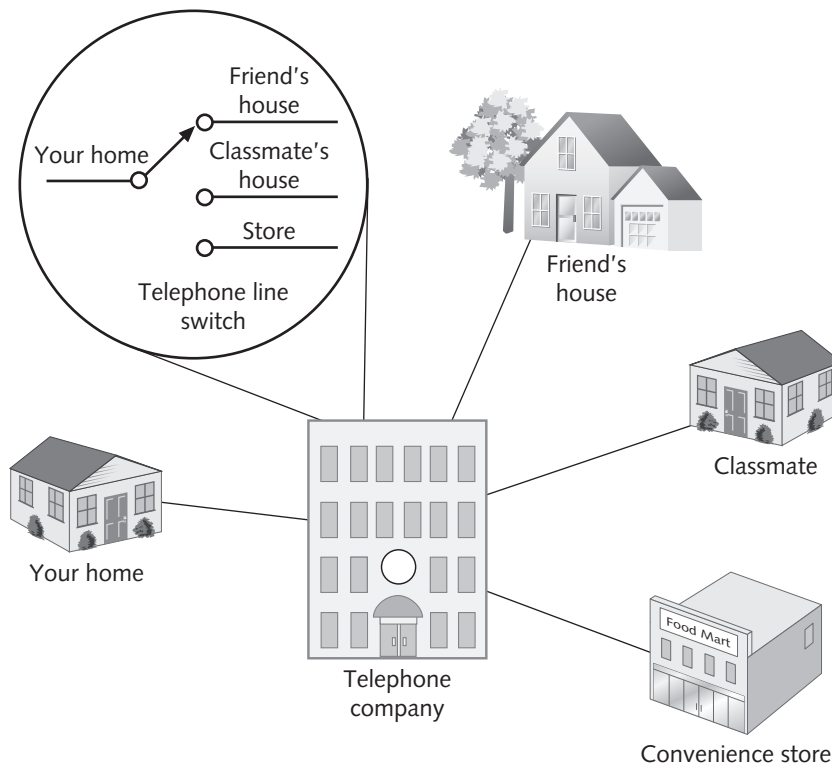 Friend's
house
Your home
Classmate's
house
Store
Telephone line
switch
Friend's
house
Classmate
Your home
Food Mart
Telephone
company
Convenience store